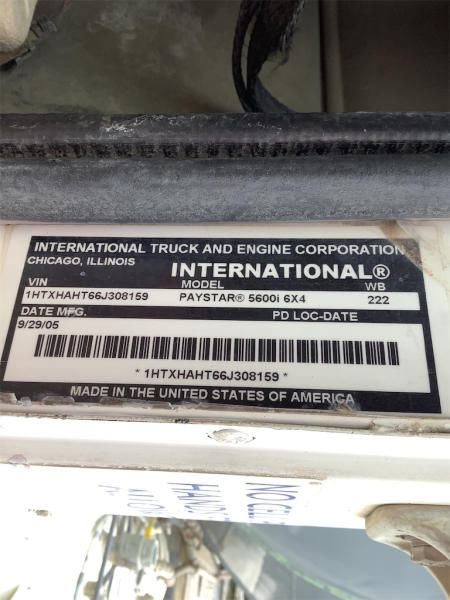 INTERNATIONAL TRUCK AND ENGINE CORPORATION
CHICAGO, ILLINOIS
INTERNATIONAL®
VIN MODEL WB
1HTXHAHT66J308159 PAYSTAR® 5600i 6X4 222
DATE MFG. PD LOC-DATE
9/29/05
* 1HTXHAHT66J308159 *
MADE IN THE UNITED STATES OF AMERICA